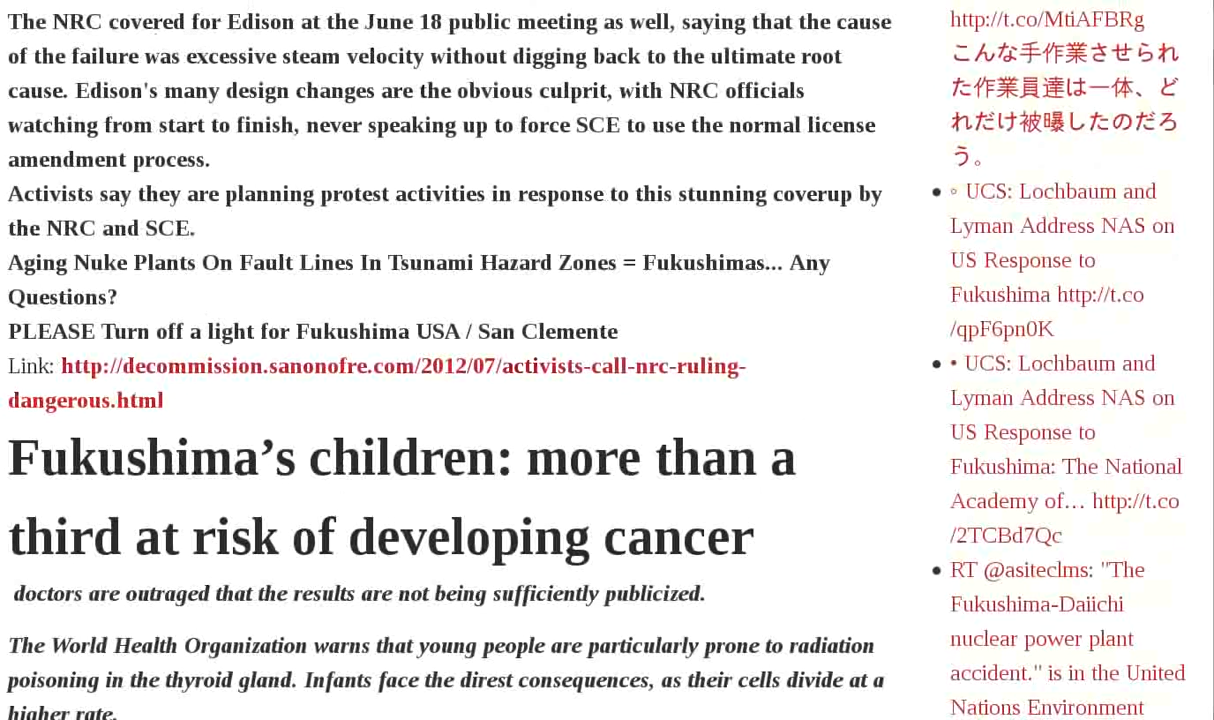 The NRC covered for Edison at the June 18 public meeting as well, saying that the cause
of the failure was excessive steam velocity without digging back to the ultimate root
cause. Edison's many design changes are the obvious culprit, with NRC officials
watching from start to finish, never speaking up to force SCE to use the normal license
amendment process.
Activists say they are planning protest activities in response to this stunning coverup by
the NRC and SCE.
Aging Nuke Plants On Fault Lines In Tsunami Hazard Zones = Fukushimas... Any
Questions?
PLEASE Turn off a light for Fukushima USA / San Clemente
Link: http://decommission.sanonofre.com/2012/07/activists-call-nrc-ruling-
dangerous.html
Fukushima’s children: more than a
third at risk of developing cancer
doctors are outraged that the results are not being sufficiently publicized.
The World Health Organization warns that young people are particularly prone to radiation
poisoning in the thyroid gland. Infants face the direst consequences, as their cells divide at a
higher rate.
http://t.co/MtiAFBRg
こんな手作業させられ
た作業員達は一体、ど
れだけ被曝したのだろ
う。
• ◦ UCS: Lochbaum and
Lyman Address NAS on
US Response to
Fukushima http://t.co
/qpF6pn0K
• • UCS: Lochbaum and
Lyman Address NAS on
US Response to
Fukushima: The National
Academy of… http://t.co
/2TCBd7Qc
• RT @asiteclms: "The
Fukushima-Daiichi
nuclear power plant
accident." is in the United
Nations Environment